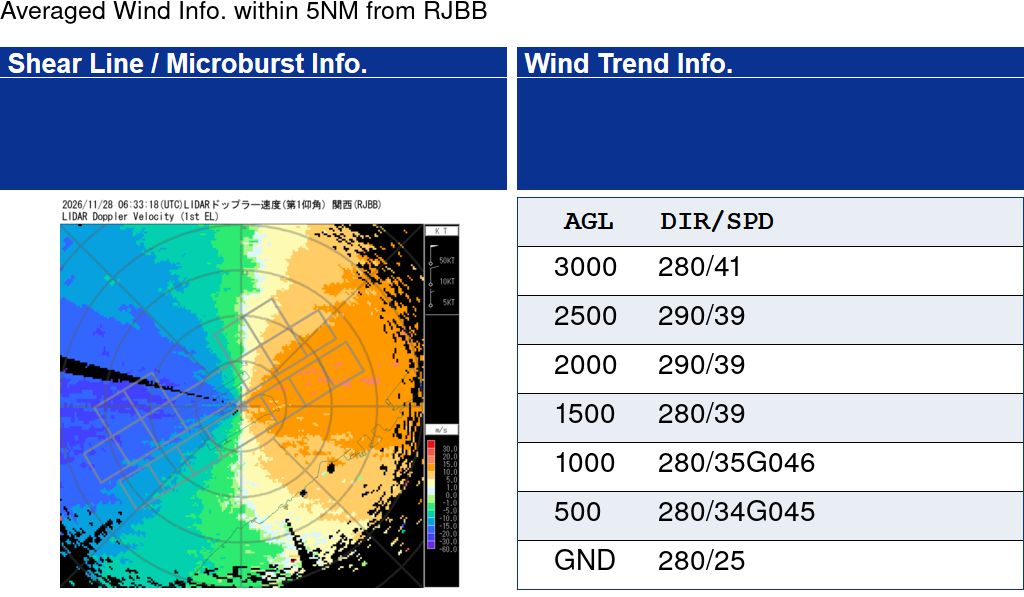 Averaged Wind Info. within 5NM from RJBB
Shear Line / Microburst Info.
Wind Trend Info.
2026/11/28 06:33:18(UTC)LIDARドップラー速度(第1仰角) 関西(RJBB)
LIDAR Doppler Velocity (1st EL)
KT
50KT
10KT
5KT
m/s
30.0
20.0
15.0
10.0
5.0
1.0
0.0
-1.0
-5.0
-10.0
-15.0
-20.0
-30.0
-60.0
AGL DIR/SPD
3000 280/41
2500 290/39
2000 290/39
1500 280/39
1000 280/35G046
500 280/34G045
GND 280/25